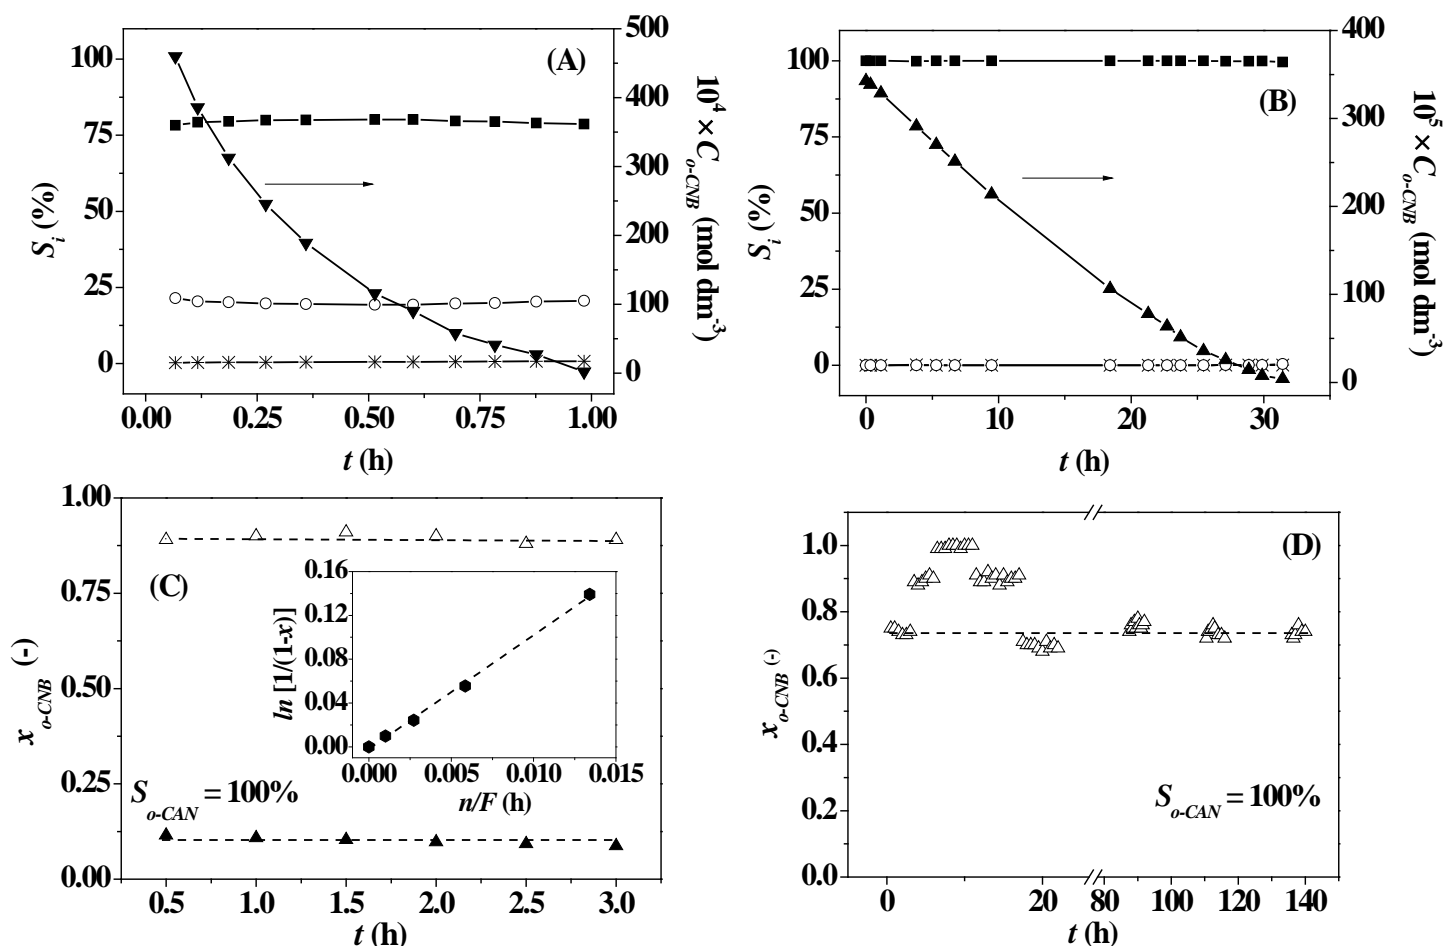 (A)
100
75
50
25
0
S_i (%)
500
400
300
200
100
0
10^4 × C_o-CNB (mol dm^-3)
0.00 0.25 0.50 0.75 1.00
t (h)
(B)
100
75
50
25
0
S_i (%)
400
300
200
100
0
10^5 × C_o-CNB (mol dm^-3)
0 10 20 30
t (h)
(C)
1.00
0.75
0.50
0.25
0.00
x_o-CNB (-)
0.16
0.12
0.08
0.04
0.00
ln [1/(1-x)]
0.000 0.005 0.010 0.015
n/F (h)
S_o-CAN = 100%
0.5 1.0 1.5 2.0 2.5 3.0
t (h)
(D)
1.0
0.8
0.6
0.4
0.2
0.0
x_o-CNB (-)
S_o-CAN = 100%
0 20 80 100 120 140
t (h)